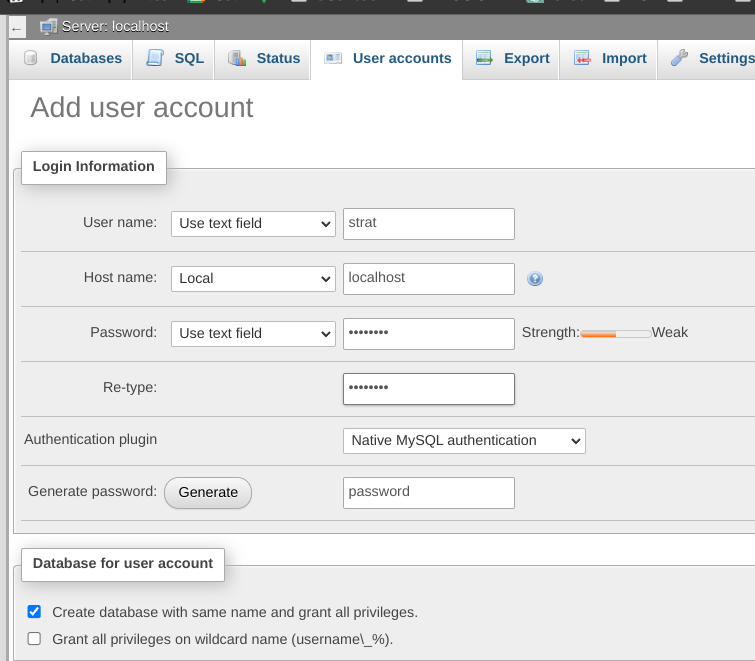 Server: localhost
Databases SQL Status User accounts Export Import Settings
Add user account
Login Information
User name: Use text field strat
Host name: Local localhost
Password: Use text field •••••••• Strength: Weak
Re-type: ••••••••
Authentication plugin Native MySQL authentication
Generate password: Generate password
Database for user account
Create database with same name and grant all privileges.
Grant all privileges on wildcard name (username\_%).